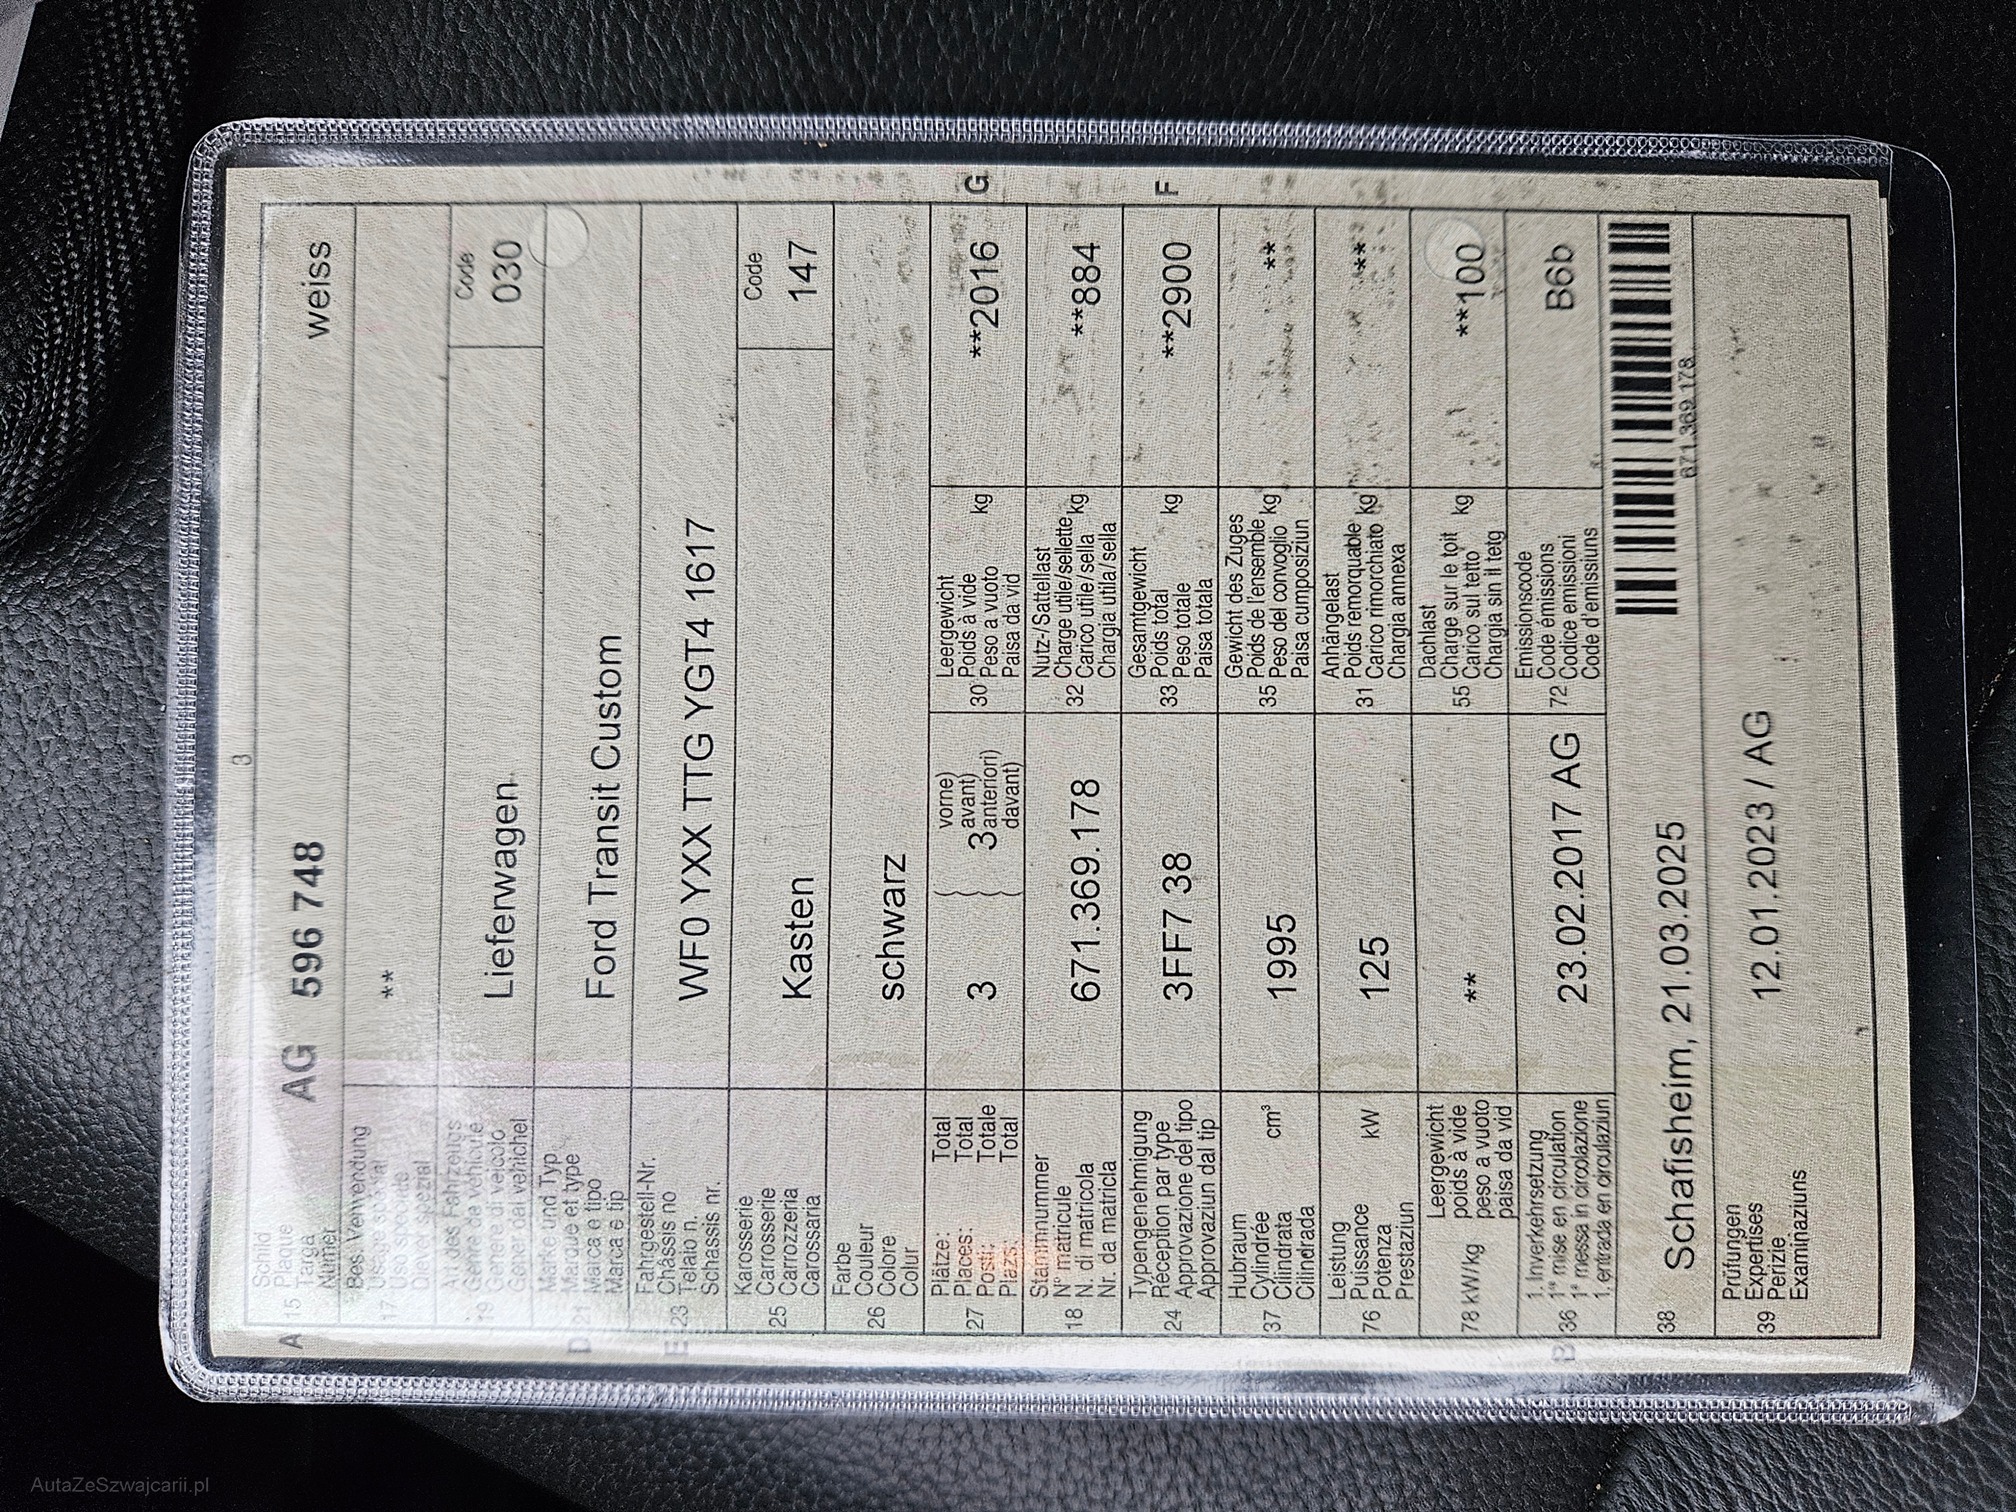 3
A 15 Schild
Plaque
Targa
Numer
AG 596 748 weiss
17 Bes. Verwendung
Usage spécial
Uso speciale
Diever spezial
**
19 Art des Fahrzeugs
Genre de véhicule
Genere di veicolo
Gener dal vehichel
Lieferwagen
Code
030
D 21 Marke und Typ
Marque et type
Marca e tipo
Marca e tip
Ford Transit Custom
E 23 Fahrgestell-Nr.
Châssis no
Telaio n.
Schassis nr.
WF0 YXX TTG YGT4 1617
25 Karosserie
Carrosserie
Carrozzeria
Carossaria
Kasten
Code
147
26 Farbe
Couleur
Colore
Colur
schwarz
27 Plätze: Total
Places: Total
Posti: Totale
Plazs: Total
3
3
vorne)
avant)
anteriori)
davant)
30 Leergewicht
Poids à vide
Peso a vuoto
Paisa da vid
kg
**2016
G
18 Stammnummer
N° matricule
N. di matricola
Nr. da matricla
671.369.178
32 Nutz-/Sattellast
Charge utile/sellette
Carico utile/sella
Chargia utila/sella
kg
**884
24 Typengenehmigung
Réception par type
Approvazione del tipo
Approvaziun dal tip
3FF7 38
33 Gesamtgewicht
Poids total
Peso totale
Paisa totala
kg
**2900
F
37 Hubraum
Cylindrée
Cilindrata
Cilindrada
cm³
1995
35 Gewicht des Zuges
Poids de l'ensemble
Peso del convoglio
Paisa cumposiziun
kg
**
76 Leistung
Puissance
Potenza
Prestaziun
kW
125
31 Anhängelast
Poids remorquable
Carico rimorchiato
Chargia annexa
kg
**
78 kW/kg
Leergewicht
poids à vide
peso a vuoto
paisa da vid
**
55 Dachlast
Charge sur le toit
Carico sul tetto
Chargia sin il tetg
kg
**100
B 36 1. Inverkehrsetzung
1re mise en circulation
1a messa in circolazione
1. entrada en circulaziun
23.02.2017 AG
72 Emissionscode
Code émissions
Codice emissioni
Code d'emissiuns
B6b
38 Schafisheim, 21.03.2025
671.369.178
39 Prüfungen
Expertises
Perizie
Examinaziuns
12.01.2023 / AG
AutaZeSzwajcarii.pl